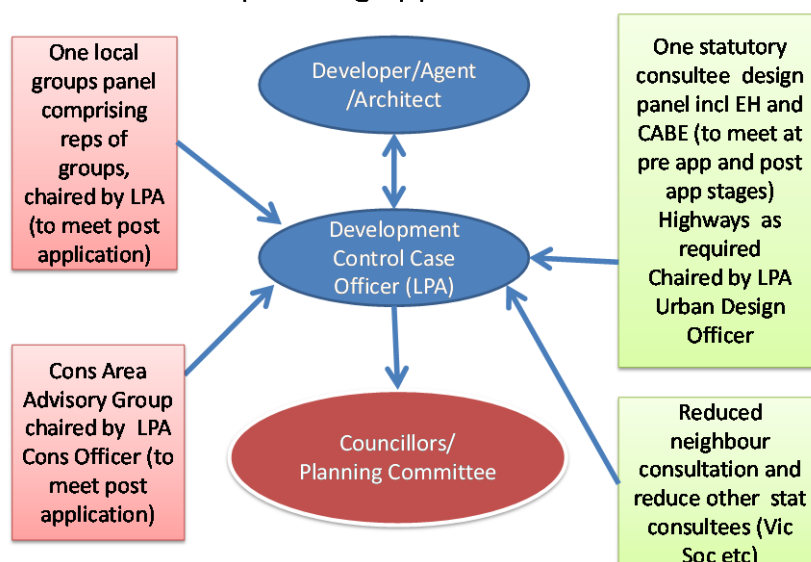 One local
groups panel
comprising
reps of
groups,
chaired by LPA
(to meet post
application)
Developer/Agent
/Architect
One statutory
consultee design
panel incl EH and
CABE (to meet at
pre app and post
app stages)
Highways as
required
Chaired by LPA
Urban Design
Officer
Development
Control Case
Officer (LPA)
Cons Area
Advisory Group
chaired by LPA
Cons Officer (to
meet post
application)
Councillors/
Planning Committee
Reduced
neighbour
consultation and
reduce other stat
consultees (Vic
Soc etc)